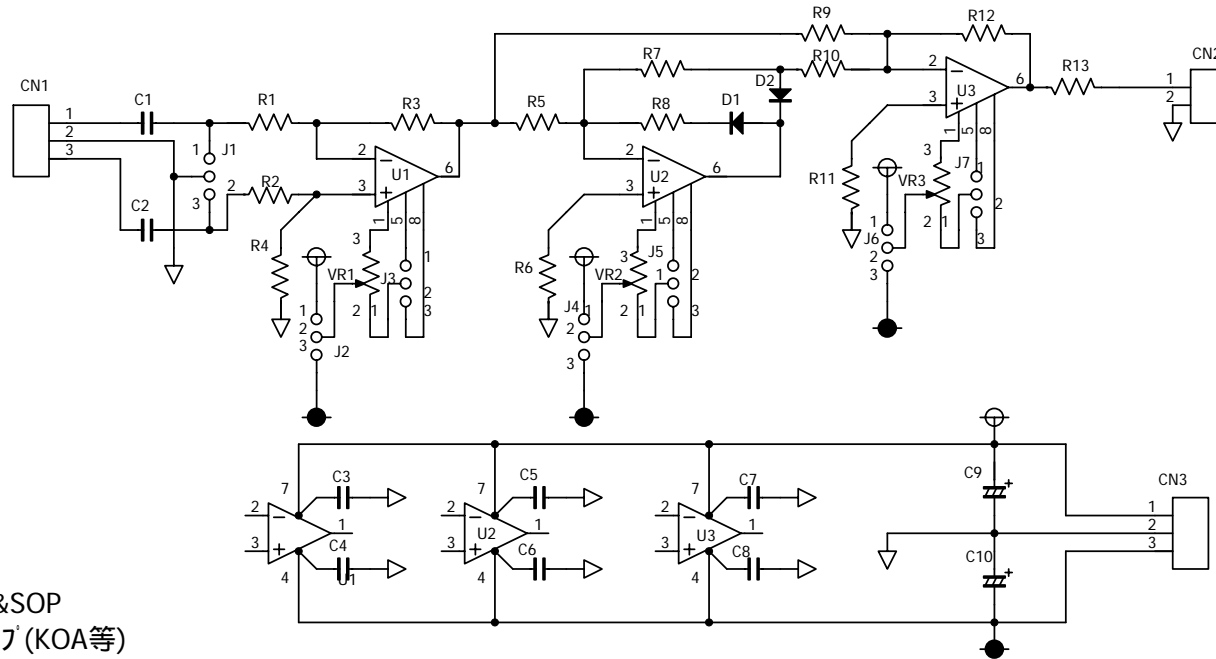 R9
R12
R7
R10
D2
CN2
2
6
U3
R13
1
2
3
CN1
C1
R1
R3
R5
R8
D1
1
2
3
J1
1
3
2
6
U1
3
2
R2
C2
2
6
U2
3
1
5
8
R11
VR3
J7
3
1
2
2
1
3
J6
1
2
3
R4
1
5
8
3
VR1
J3
1
2
2
1
3
1
2
3
J2
R6
1
5
8
3
J5
VR2
1
2
2
1
3
J4
1
2
3
7
C3
2
1
3
C4
U1
4
7
C5
2
1
U2
3
C6
4
7
C7
2
1
U3
3
C8
4
C9
+
C10
+
CN3
1
2
3
&SOP
プ(KOA等)